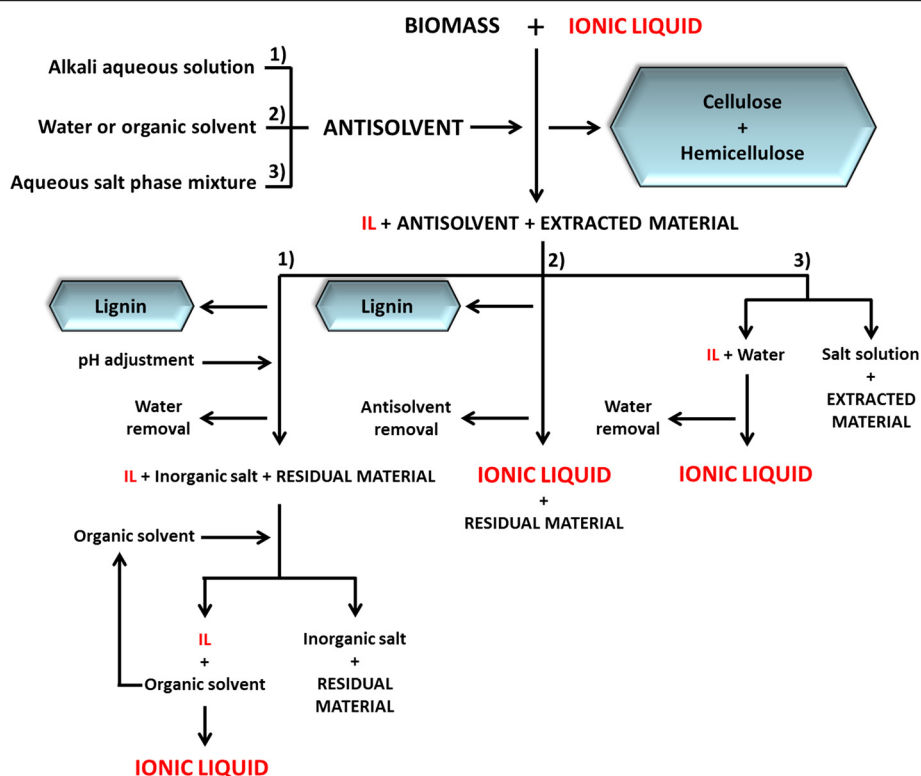 BIOMASS + IONIC LIQUID
1)
Alkali aqueous solution
2)
Water or organic solvent
3)
Aqueous salt phase mixture
ANTISOLVENT
Cellulose
+
Hemicellulose
IL + ANTISOLVENT + EXTRACTED MATERIAL
1)
2)
3)
Lignin
pH adjustment
Water
removal
IL + Inorganic salt + RESIDUAL MATERIAL
Organic solvent
IL
+
Organic solvent
IONIC LIQUID
Inorganic salt
+
RESIDUAL
MATERIAL
Lignin
Antisolvent
removal
IONIC LIQUID
+
RESIDUAL MATERIAL
IL + Water
Water
removal
IONIC LIQUID
Salt solution
+
EXTRACTED
MATERIAL